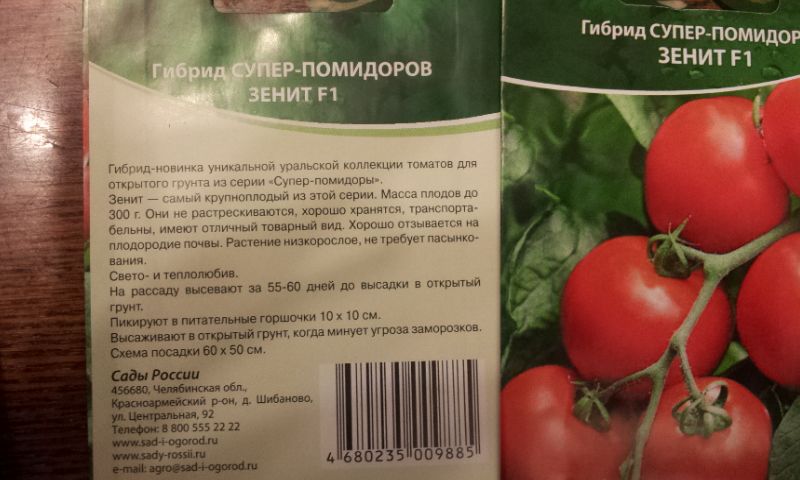 Гибрид СУПЕР-ПОМИДОРОВ
ЗЕНИТ F1
Гибрид-новинка уникальной уральской коллекции томатов для
открытого грунта из серии «Супер-помидоры».
Зенит — самый крупноплодый из этой серии. Масса плодов до
300 г. Они не растрескиваются, хорошо хранятся, транспорта-
бельны, имеют отличный товарный вид. Хорошо отзывается на
плодородие почвы. Растение низкорослое, не требует пасынко-
вания.
Свето- и теплолюбив.
На рассаду высевают за 55-60 дней до высадки в открытый
грунт.
Пикируют в питательные горшочки 10 х 10 см.
Высаживают в открытый грунт, когда минует угроза заморозков.
Схема посадки 60 х 50 см.
Сады России
456680, Челябинская обл.,
Красноармейский р-он, д. Шибаново,
ул. Центральная, 92
Телефон: 8 800 555 22 22
www.sad-i-ogorod.ru
www.sady-rossii.ru
e-mail: agro@sad-i-ogorod.ru
4 680235 009885
Гибрид СУПЕР-ПОМИДОР
ЗЕНИТ F1